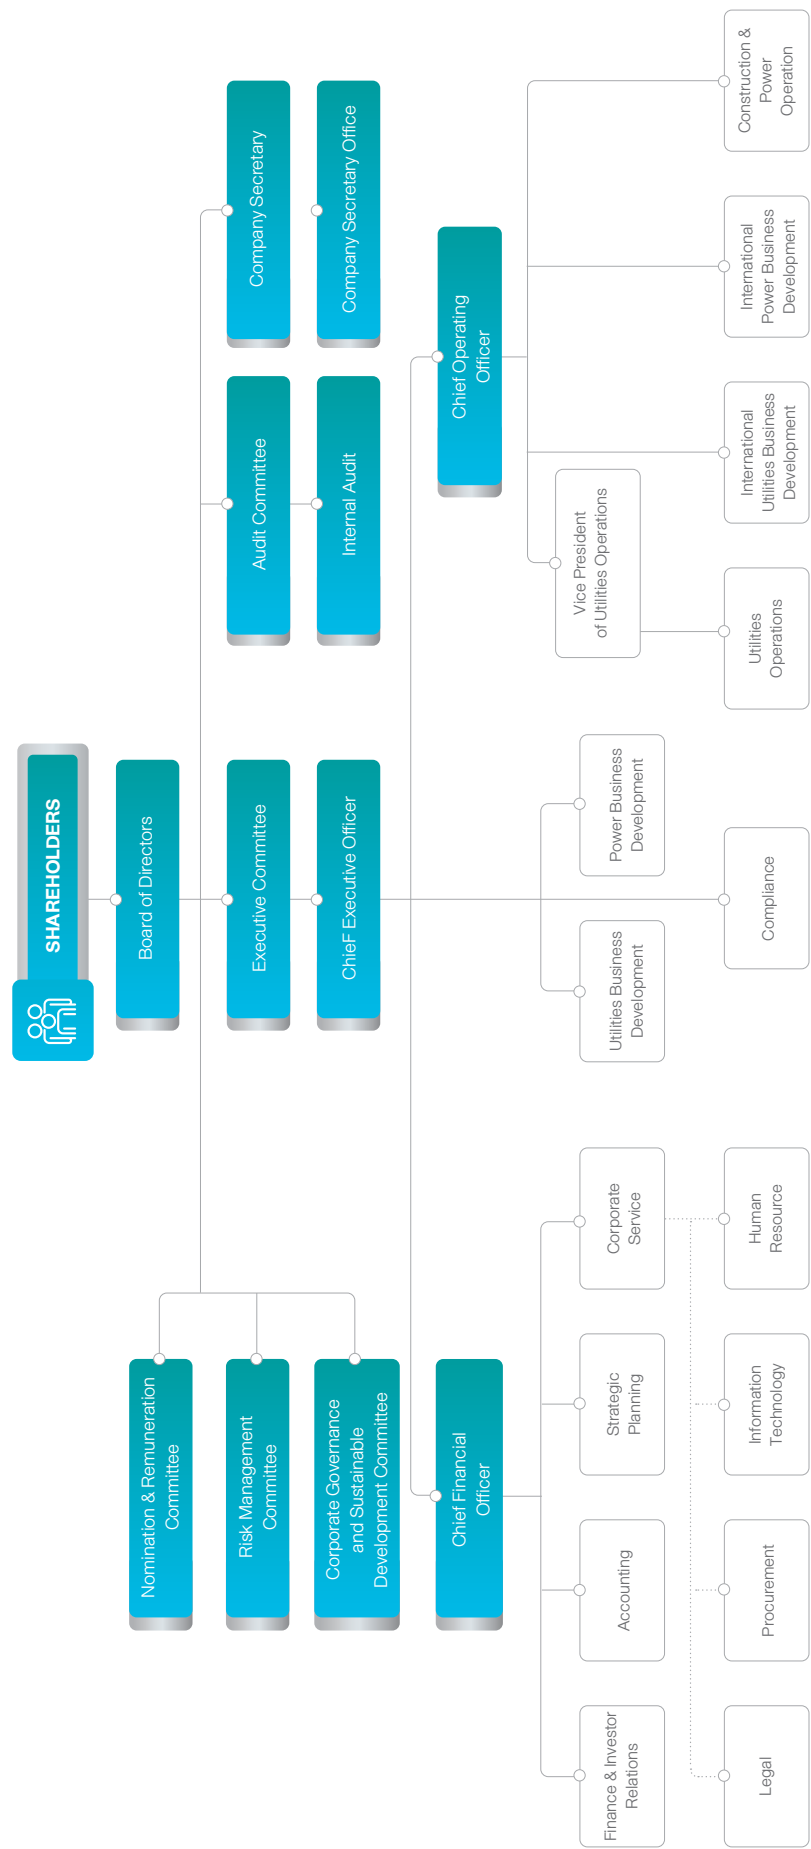 SHAREHOLDERS
Board of Directors
Nomination & Remuneration
Committee
Risk Management
Committee
Corporate Governance
and Sustainable
Development Committee
Executive Committee
Audit Committee
Company Secretary
ChieF Executive Officer
Internal Audit
Company Secretary Office
Chief Financial
Officer
Chief Operating
Officer
Vice President
of Utilities Operations
Finance & Investor
Relations
Accounting
Strategic
Planning
Corporate
Service
Utilities Business
Development
Power Business
Development
Legal
Procurement
Information
Technology
Human
Resource
Compliance
Utilities
Operations
International
Utilities Business
Development
International
Power Business
Development
Construction &
Power
Operation